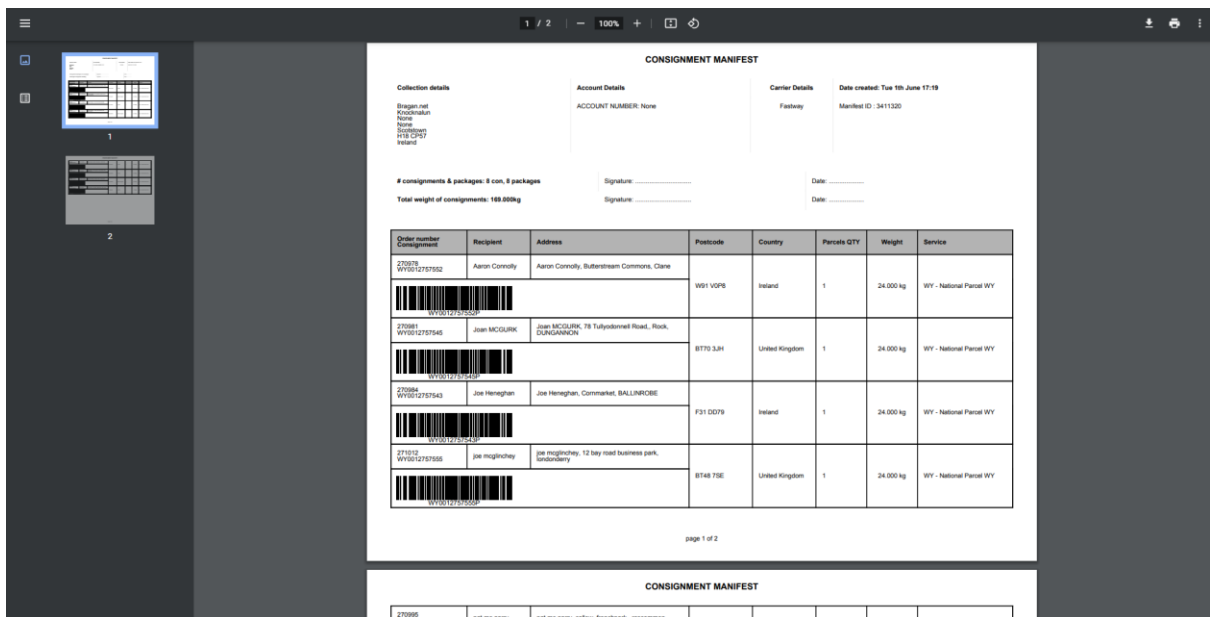 1 / 2
100%
1
2
CONSIGNMENT MANIFEST
Collection details
Account Details
Carrier Details
Date created: Tue 1th June 17:19
Bragan.net
Knocknalun
None
None
Scotstown
H18 CP57
Ireland
ACCOUNT NUMBER: None
Fastway
Manifest ID : 3411320
# consignments & packages: 8 con, 8 packages
Signature: ..............................
Date: ...................
Total weight of consignments: 169.000kg
Signature: ..............................
Date: ...................
Order number Consignment Recipient Address Postcode Country Parcels QTY Weight Service
270978
WY0012757552
Aaron Connolly
Aaron Connolly, Butterstream Commons, Clane
W91 V0P8
Ireland
1
24.000 kg
WY - National Parcel WY
WY0012757552P
270981
WY0012757545
Joan MCGURK
Joan MCGURK, 78 Tullyodonnell Road,, Rock,
DUNGANNON
BT70 3JH
United Kingdom
1
24.000 kg
WY - National Parcel WY
WY0012757545P
270984
WY0012757543
Joe Heneghan
Joe Heneghan, Cornmarket, BALLINROBE
F31 DD79
Ireland
1
24.000 kg
WY - National Parcel WY
WY0012757543P
271012
WY0012757555
joe mcglinchey
joe mcglinchey, 12 bay road business park,
londonderry
BT48 7SE
United Kingdom
1
24.000 kg
WY - National Parcel WY
WY0012757555P
page 1 of 2
CONSIGNMENT MANIFEST
270995